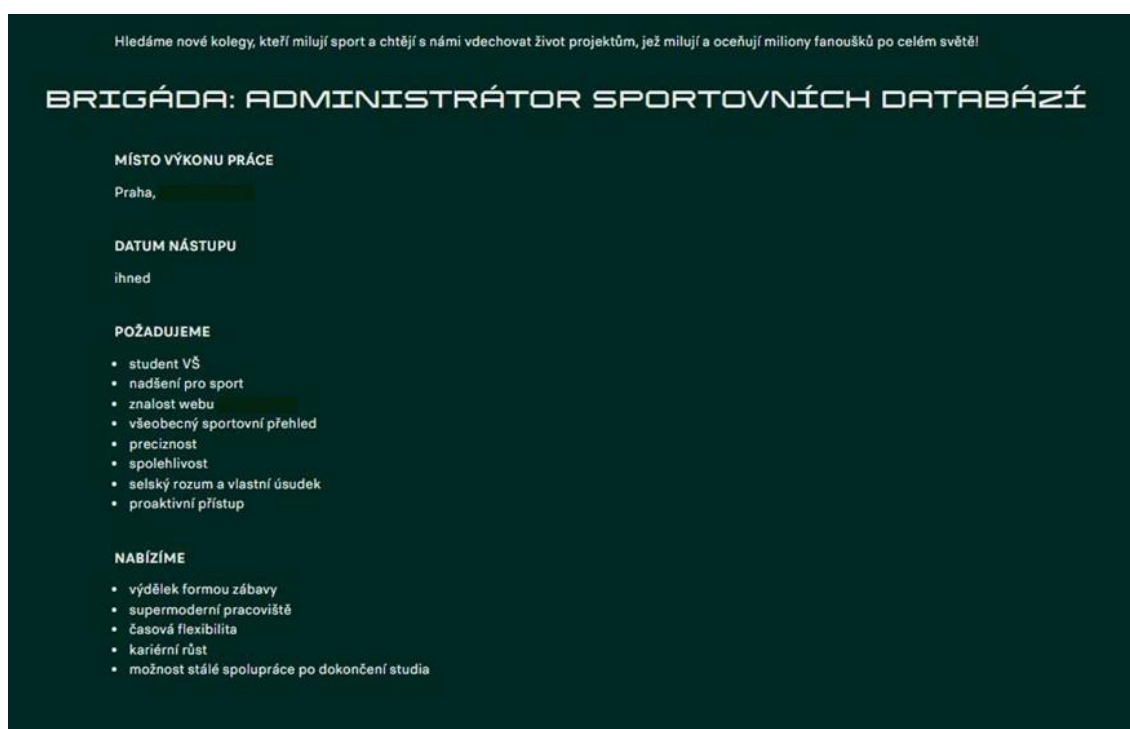 Hledáme nové kolegy, kteří milují sport a chtějí s námi vdechovat život projektům, jež milují a oceňují miliony fanoušků po celém světě!
BRIGÁDA: ADMINISTRÁTOR SPORTOVNÍCH DATABÁZÍ
MÍSTO VÝKONU PRÁCE
Praha,
DATUM NÁSTUPU
ihned
POŽADUJEME
• student VŠ
• nadšení pro sport
• znalost webu
• všeobecný sportovní přehled
• preciznost
• spolehlivost
• selský rozum a vlastní úsudek
• proaktivní přístup
NABÍZÍME
• výdělek formou zábavy
• supermoderní pracoviště
• časová flexibilita
• kariérní růst
• možnost stálé spolupráce po dokončení studia